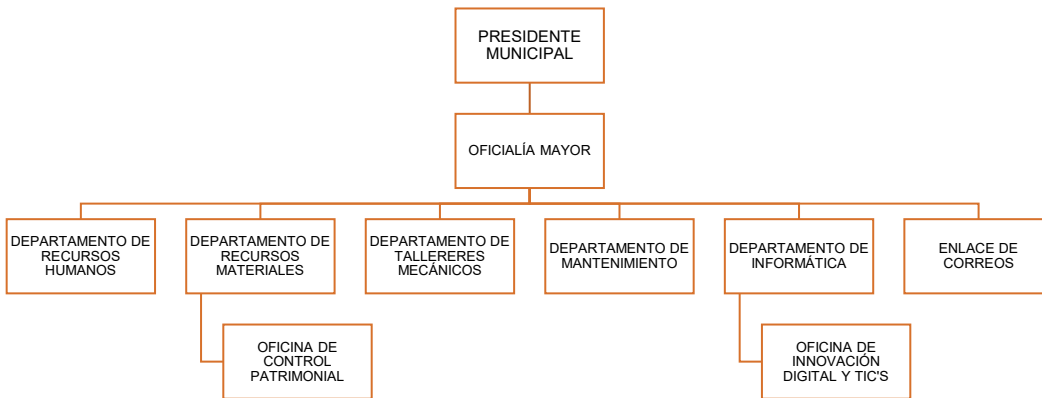 PRESIDENTE
MUNICIPAL
OFICIALÍA MAYOR
DEPARTAMENTO DE
RECURSOS
HUMANOS
DEPARTAMENTO DE
RECURSOS
MATERIALES
DEPARTAMENTO DE
TALLERERES
MECÁNICOS
DEPARTAMENTO DE
MANTENIMIENTO
DEPARTAMENTO DE
INFORMÁTICA
ENLACE DE
CORREOS
OFICINA DE
CONTROL
PATRIMONIAL
OFICINA DE
INNOVACIÓN
DIGITAL Y TIC'S